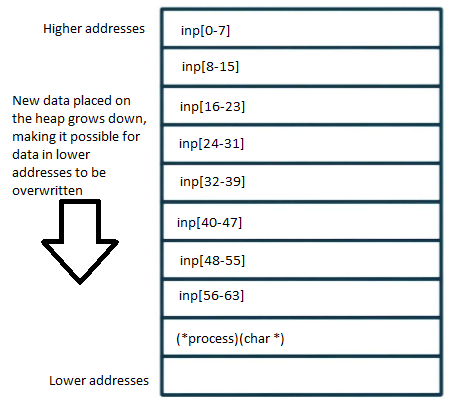 Higher addresses
inp[0-7]
inp[8-15]
New data placed on
the heap grows down,
making it possible for
data in lower
addresses to be
overwritten
inp[16-23]
inp[24-31]
inp[32-39]
inp[40-47]
inp[48-55]
inp[56-63]
(*process)(char *)
Lower addresses